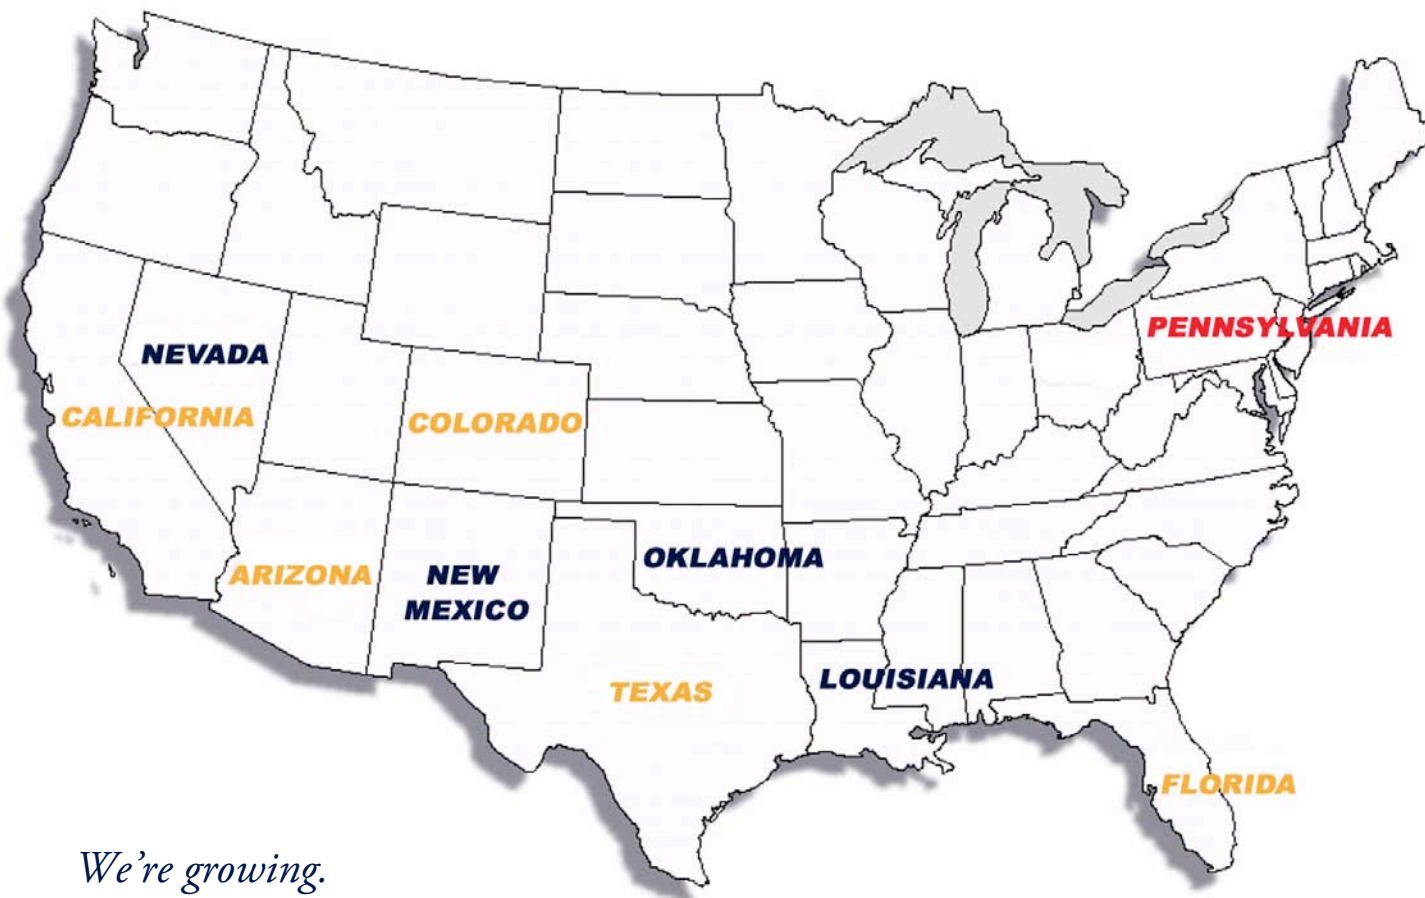 PENNSYLVANIA
NEVADA
CALIFORNIA
COLORADO
OKLAHOMA
ARIZONA
NEW
MEXICO
LOUISIANA
TEXAS
FLORIDA
We're growing.